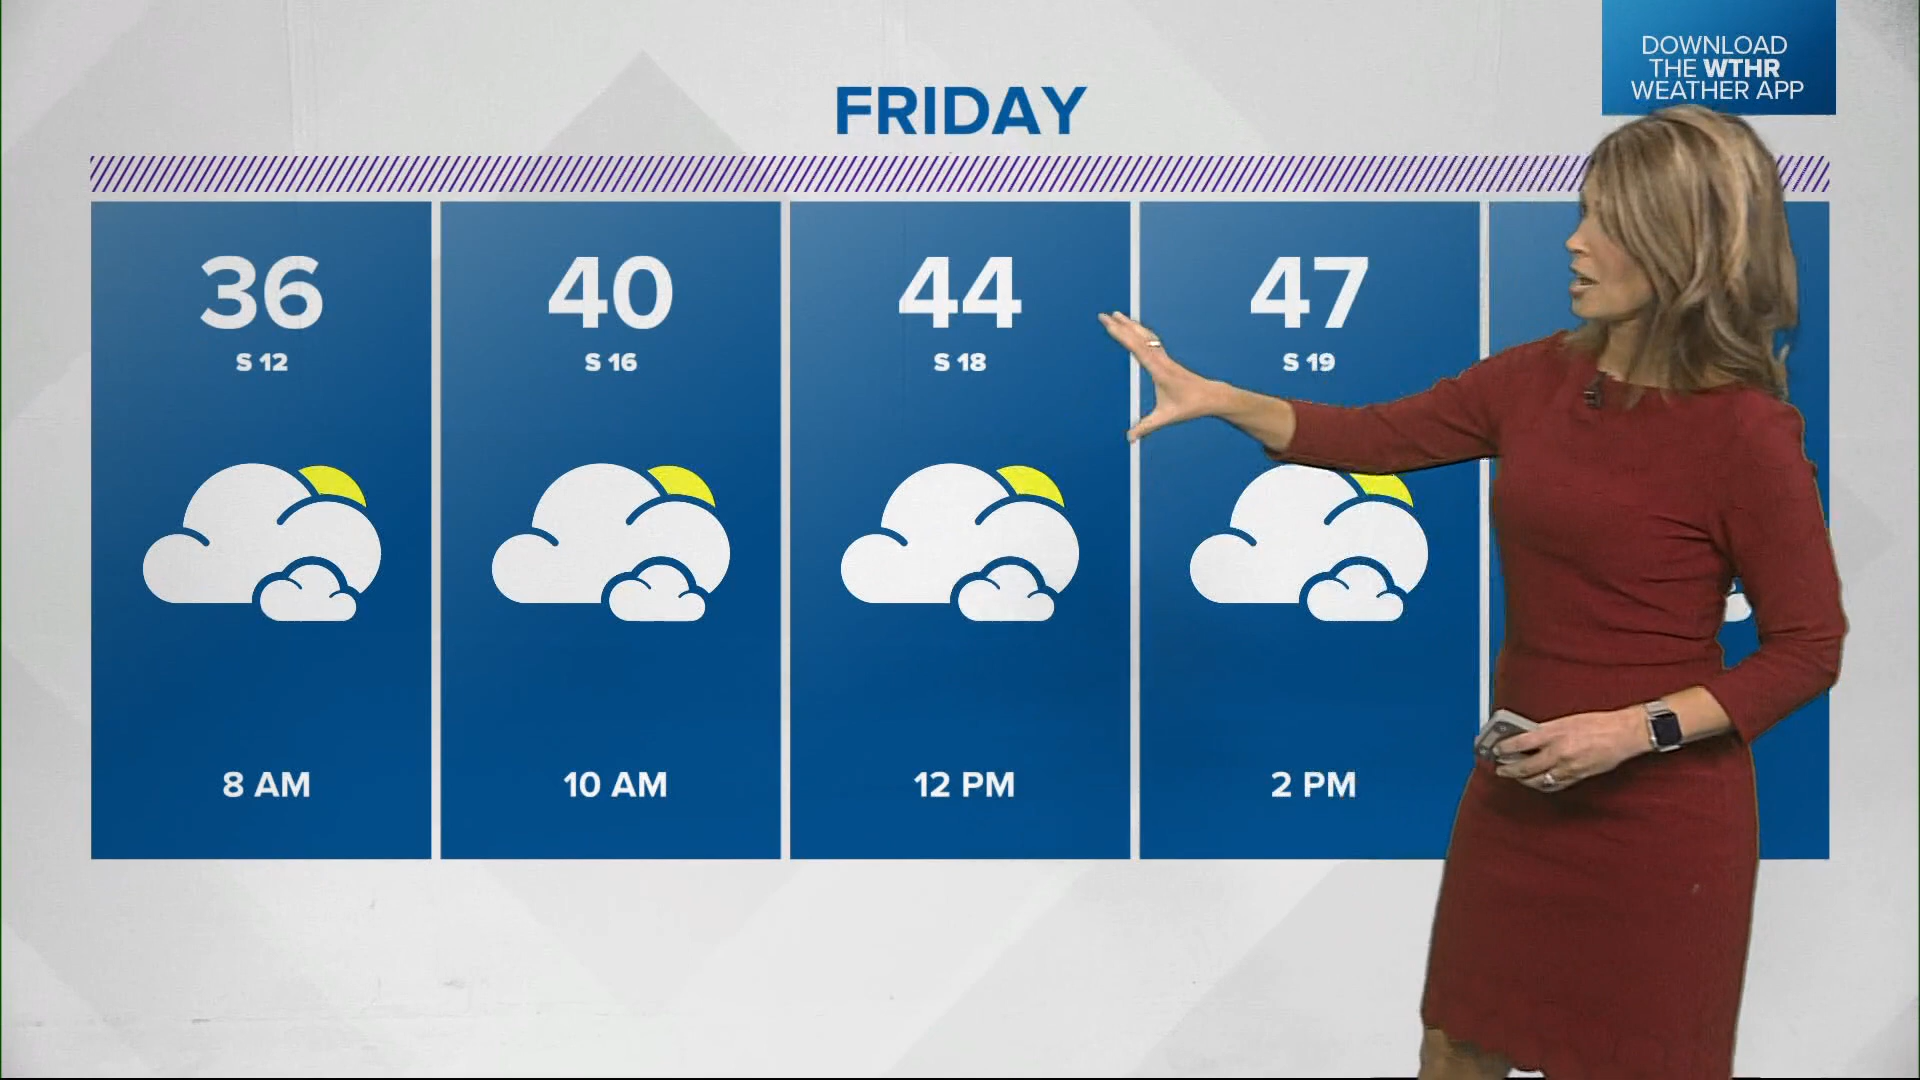 DOWNLOAD
THE WTHR
WEATHER APP
FRIDAY
36
S 12
8 AM
40
S 16
10 AM
44
S 18
12 PM
47
S 19
2 PM